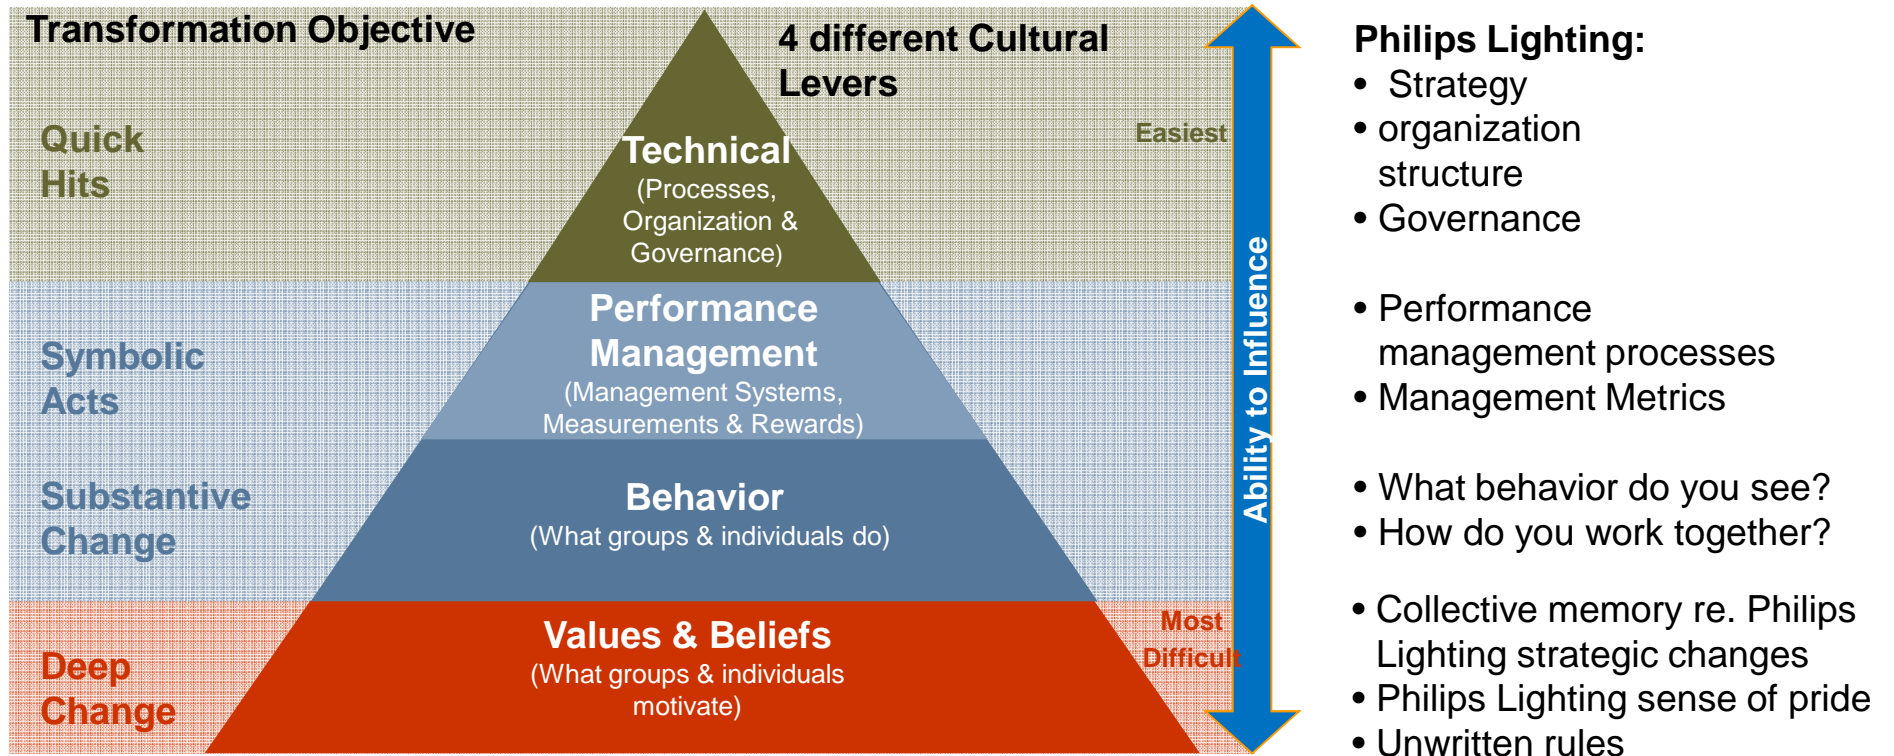 Transformation Objective
4 different Cultural
Levers
Quick
Hits
Technical
(Processes,
Organization &
Governance)
Easiest
Symbolic
Acts
Performance
Management
(Management Systems,
Measurements & Rewards)
Substantive
Change
Behavior
(What groups & individuals do)
Deep
Change
Values & Beliefs
(What groups & individuals
motivate)
Most
Difficult
Ability to Influence
Philips Lighting:
• Strategy
• organization
structure
• Governance
• Performance
management processes
• Management Metrics
• What behavior do you see?
• How do you work together?
• Collective memory re. Philips
Lighting strategic changes
• Philips Lighting sense of pride
• Unwritten rules